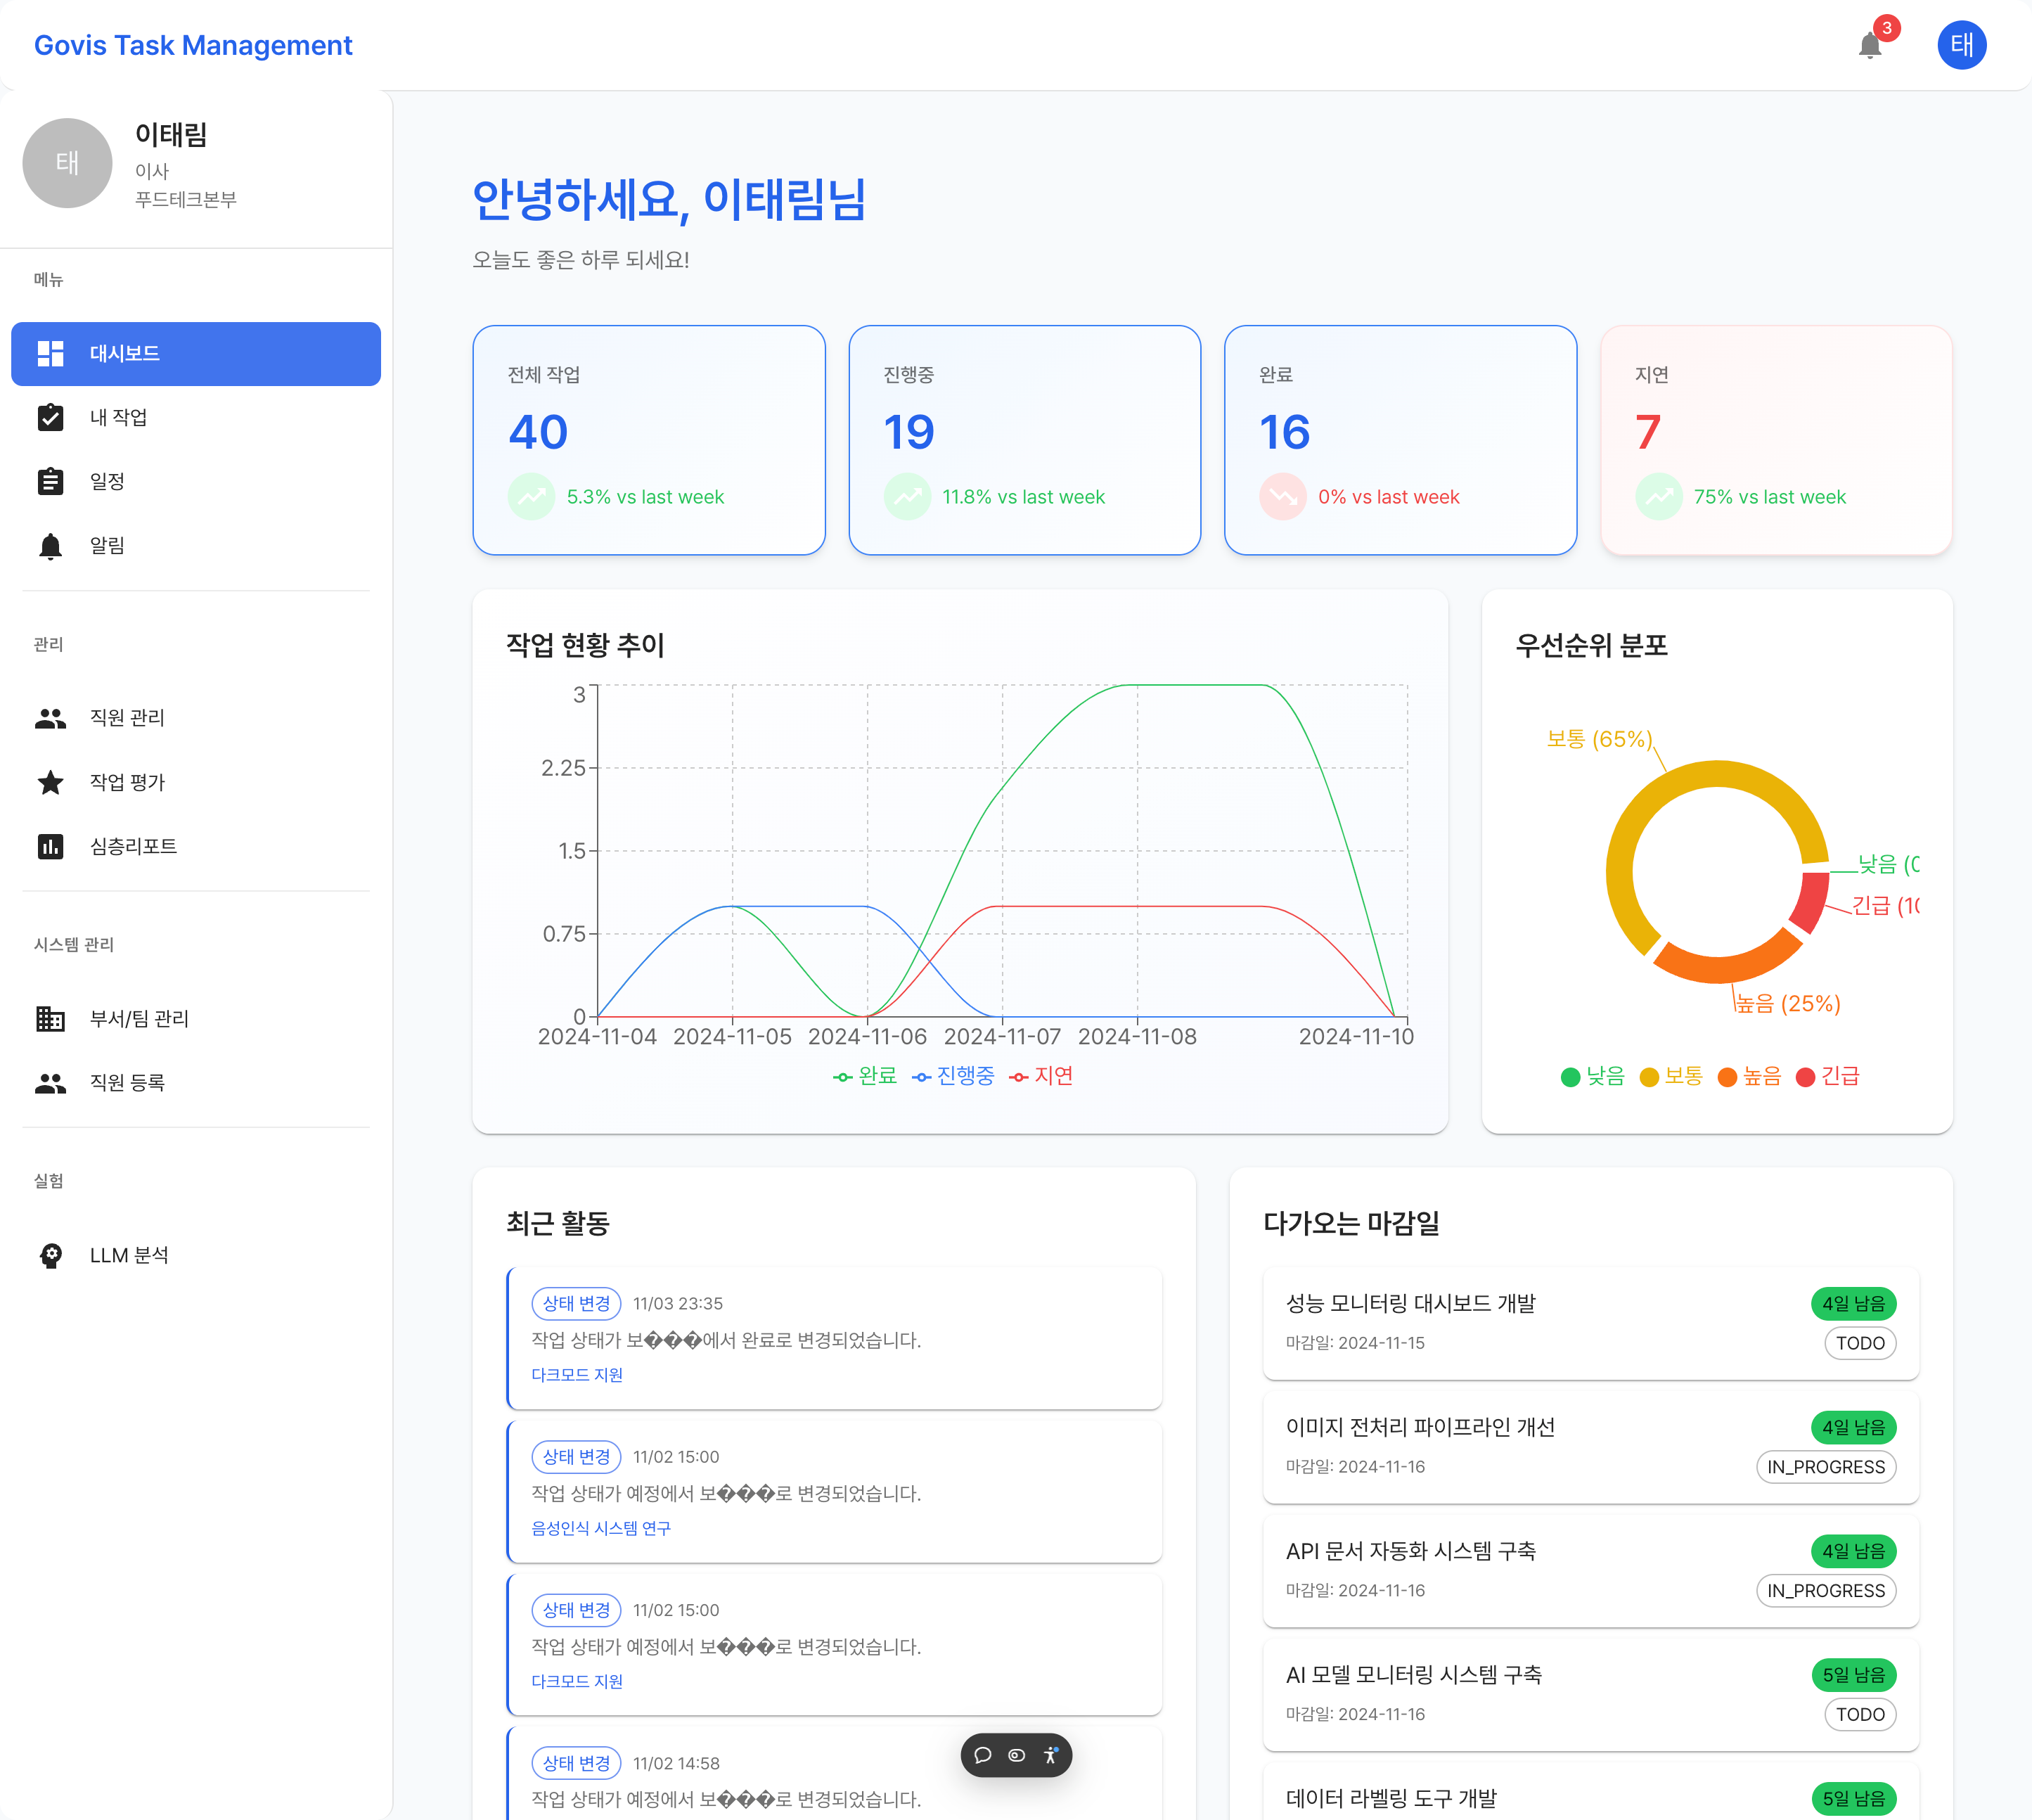 Govis Task Management
3
태
태
이태림
이사
푸드테크본부
메뉴
대시보드
내 작업
일정
알림
관리
직원 관리
작업 평가
심층리포트
시스템 관리
부서/팀 관리
직원 등록
실험
LLM 분석
안녕하세요, 이태림님
오늘도 좋은 하루 되세요!
전체 작업
40
5.3% vs last week
진행중
19
11.8% vs last week
완료
16
0% vs last week
지연
7
75% vs last week
작업 현황 추이
3
2.25
1.5
0.75
0
2024-11-04 2024-11-05 2024-11-06 2024-11-07 2024-11-08 2024-11-10
완료 진행중 지연
우선순위 분포
보통 (65%)
낮음 (0
긴급 (10
높음 (25%)
낮음 보통 높음 긴급
최근 활동
상태 변경 11/03 23:35
작업 상태가 보���에서 완료로 변경되었습니다.
다크모드 지원
상태 변경 11/02 15:00
작업 상태가 예정에서 보���로 변경되었습니다.
음성인식 시스템 연구
상태 변경 11/02 15:00
작업 상태가 예정에서 보���로 변경되었습니다.
다크모드 지원
상태 변경 11/02 14:58
작업 상태가 예정에서 보���로 변경되었습니다.
다가오는 마감일
성능 모니터링 대시보드 개발 4일 남음
마감일: 2024-11-15 TODO
이미지 전처리 파이프라인 개선 4일 남음
마감일: 2024-11-16 IN_PROGRESS
API 문서 자동화 시스템 구축 4일 남음
마감일: 2024-11-16 IN_PROGRESS
AI 모델 모니터링 시스템 구축 5일 남음
마감일: 2024-11-16 TODO
데이터 라벨링 도구 개발 5일 남음